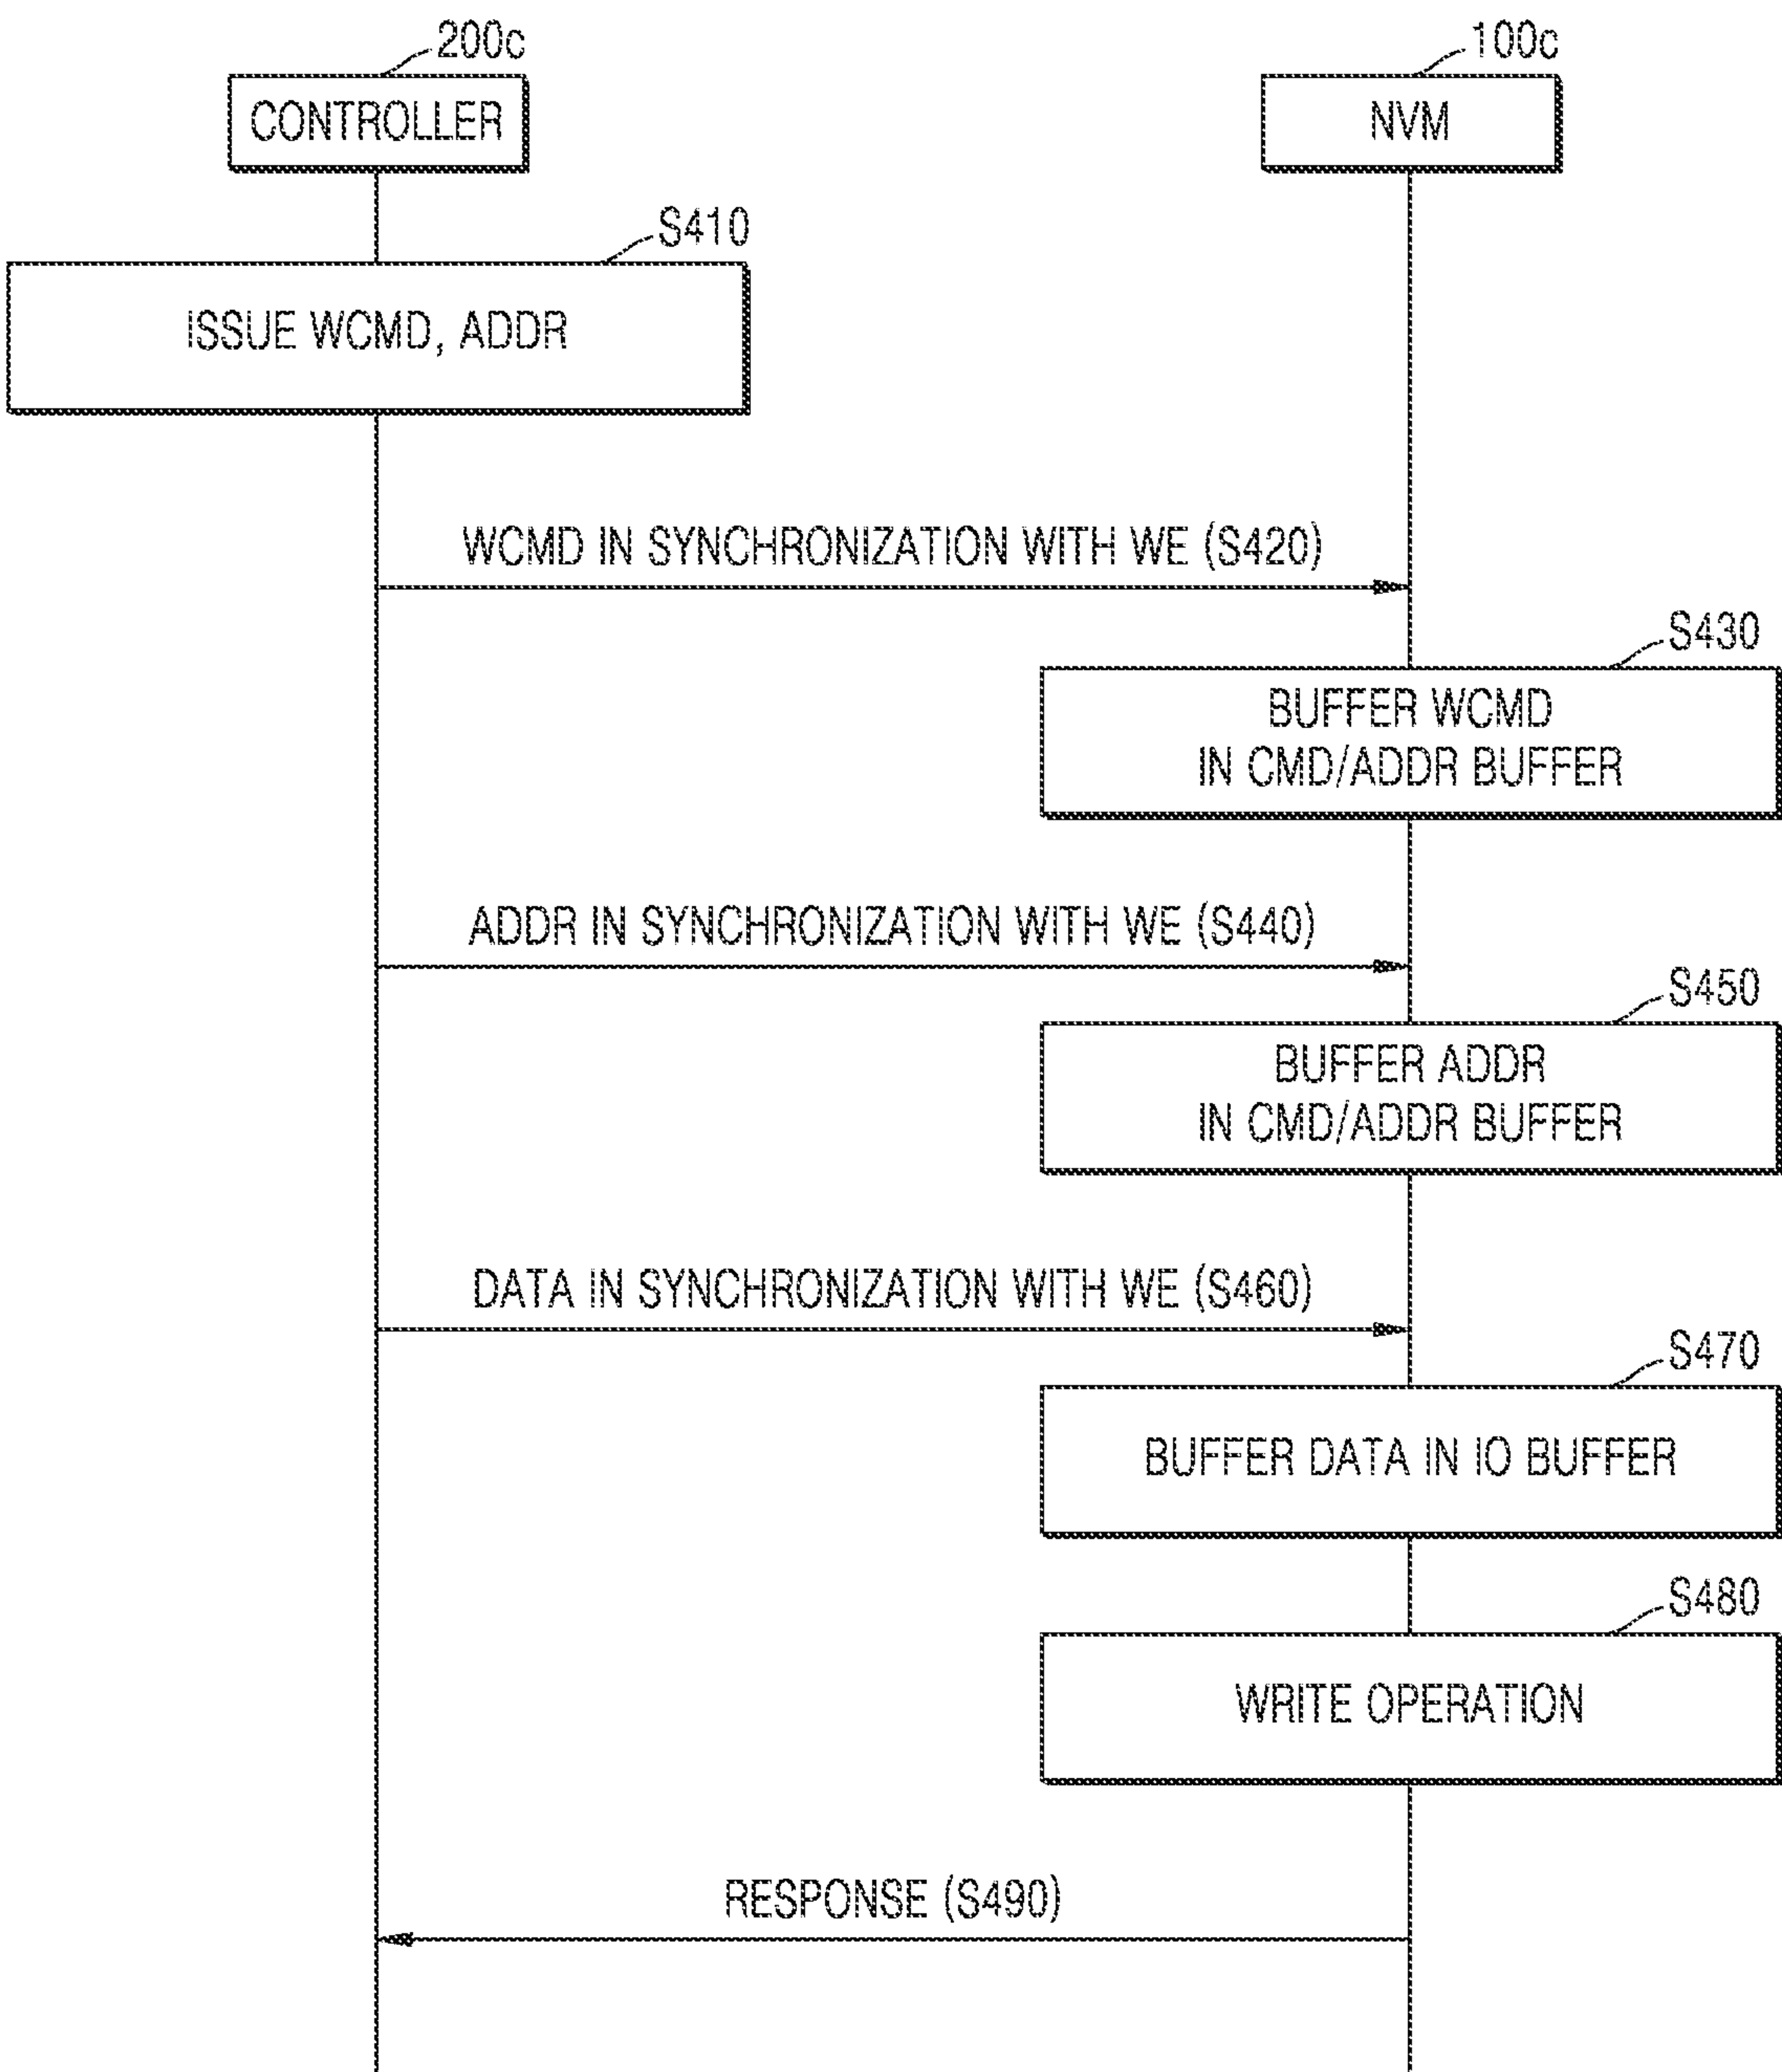 200c
100c
CONTROLLER
NVM
S410
ISSUE WCMD, ADDR
WCMD IN SYNCHRONIZATION WITH WE (S420)
S430
BUFFER WCMD
IN CMD/ADDR BUFFER
ADDR IN SYNCHRONIZATION WITH WE (S440)
S450
BUFFER ADDR
IN CMD/ADDR BUFFER
DATA IN SYNCHRONIZATION WITH WE (S460)
S470
BUFFER DATA IN IO BUFFER
S480
WRITE OPERATION
RESPONSE (S490)